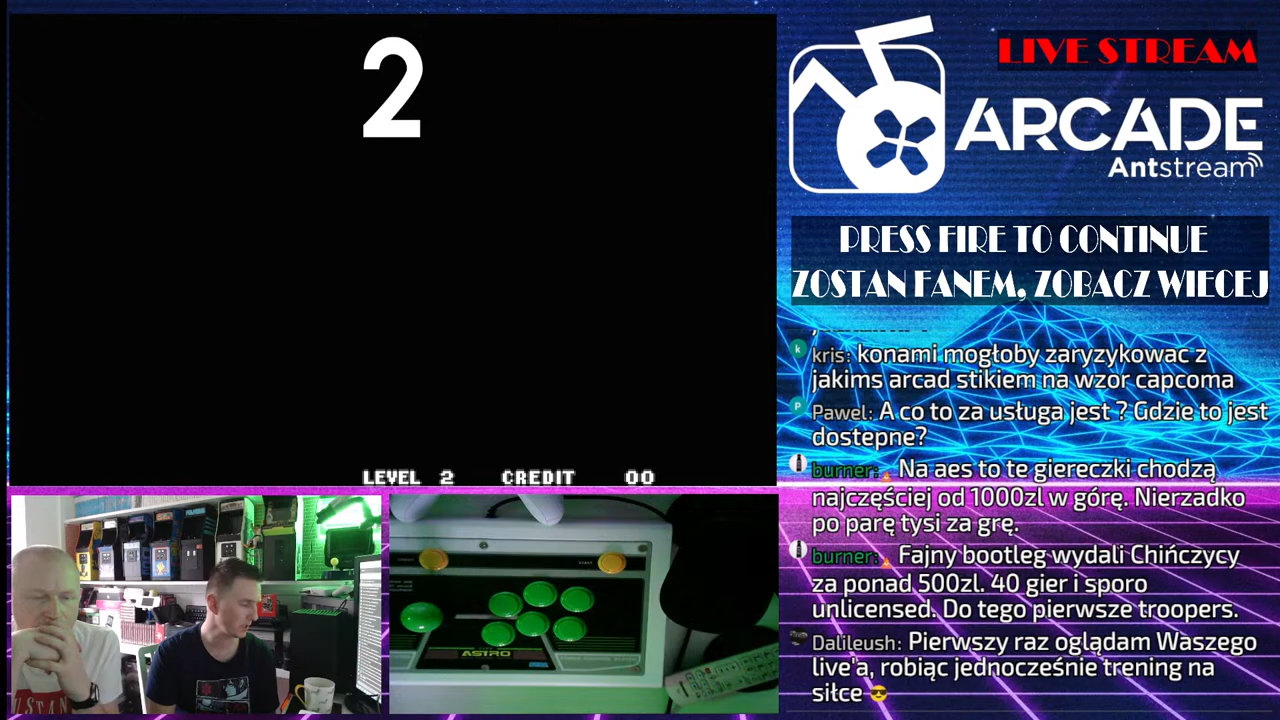 2
LEVEL 2 CREDIT 00
LIVE STREAM
ARCADE
Antstream
PRESS FIRE TO CONTINUE
ZOSTAN FANEM, ZOBACZ WIECEJ
k kris: konami mogłoby zaryzykowac z
jakims arcad stikiem na wzor capcoma
P Pawel: A co to za usługa jest ? Gdzie to jest
dostepne?
burner: Na aes to te giereczki chodzą
najczęściej od 1000zl w górę. Nierzadko
po parę tysi za grę.
burner: Fajny bootleg wydali Chińczycy
za ponad 500zl. 40 gier i sporo
unlicensed. Do tego pierwsze troopers.
Dalileush: Pierwszy raz oglądam Waszego
live'a, robiąc jednocześnie trening na
siłce
START
ASTRO
SEGA